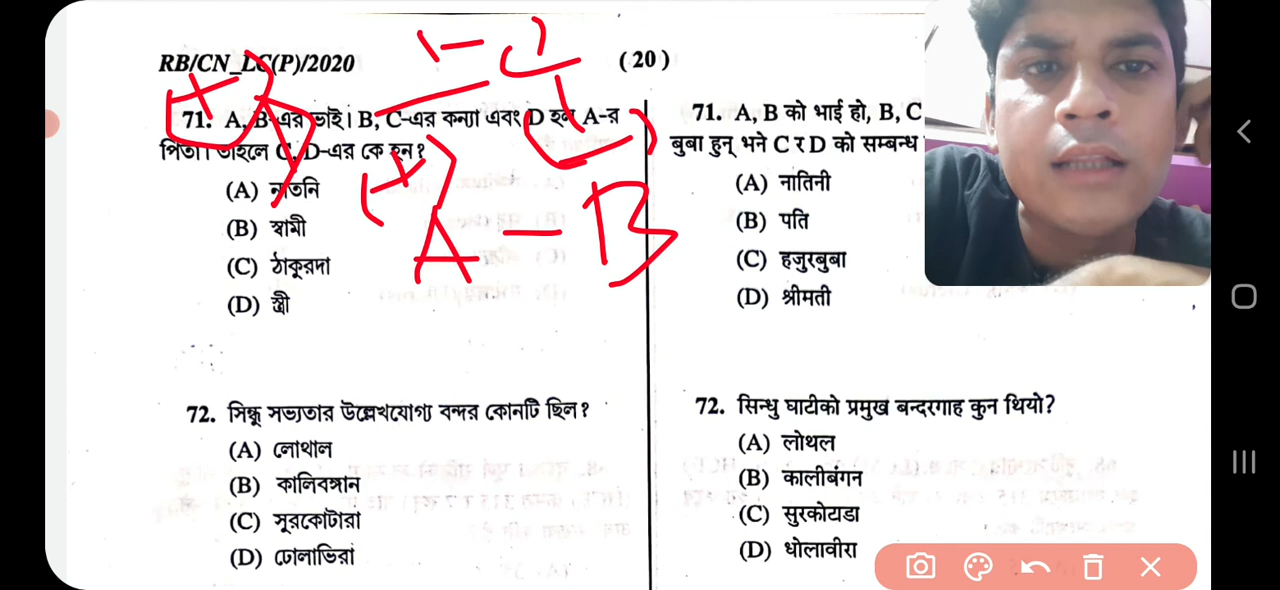 RB/CN_LC(P)/2020
(20)
71. A, B-এর ভাই। B, C-এর কন্যা এবং D হন A-র
পিতা। তাহলে C, D-এর কে হন?
(A) নাতনি
(B) স্বামী
(C) ঠাকুরদা
(D) স্ত্রী
A - B
72. সিন্ধু সভ্যতার উল্লেখযোগ্য বন্দর কোনটি ছিল?
(A) লোথাল
(B) কালিবঙ্গান
(C) সুরকোটারা
(D) ঢোলাভিরা
71. A, B को भाई हो, B, C
बुबा हुन् भने C र D को सम्बन्ध
(A) नातिनी
(B) पति
(C) हजुरबुबा
(D) श्रीमती
72. सिन्धु घाटीको प्रमुख बन्दरगाह कुन थियो?
(A) लोथल
(B) कालीबंगन
(C) सुरकोटाडा
(D) धोलावीरा